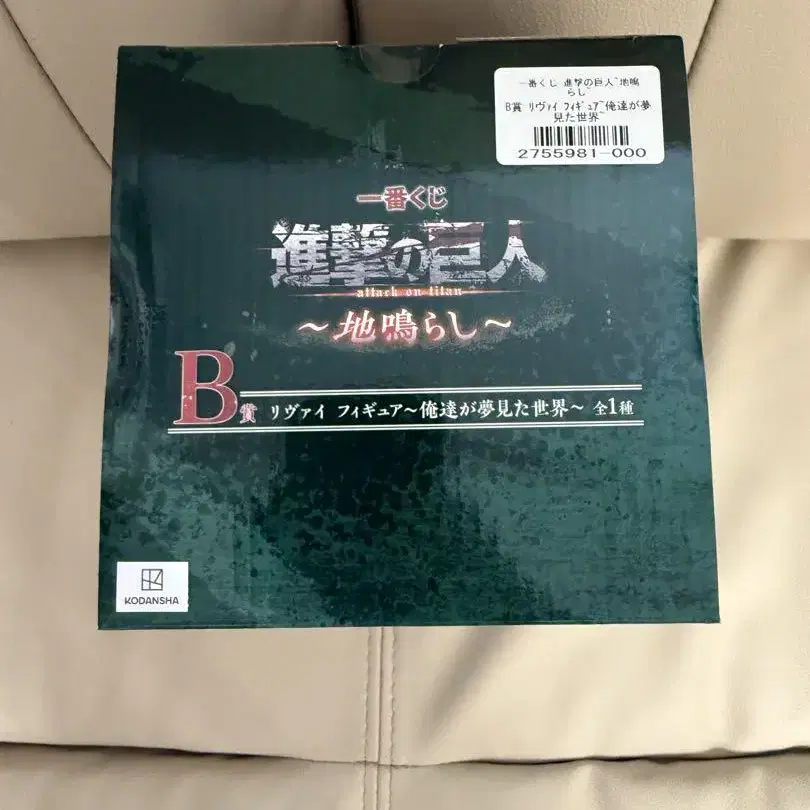 一番くじ 進撃の巨人~地鳴
らし~
B賞 リヴァイ フィギュア~俺達が夢
見た世界~
2755981-000
一番くじ
進撃の巨人
attack on titan
~地鳴らし~
B賞 リヴァイ フィギュア~俺達が夢見た世界~ 全1種
KODANSHA